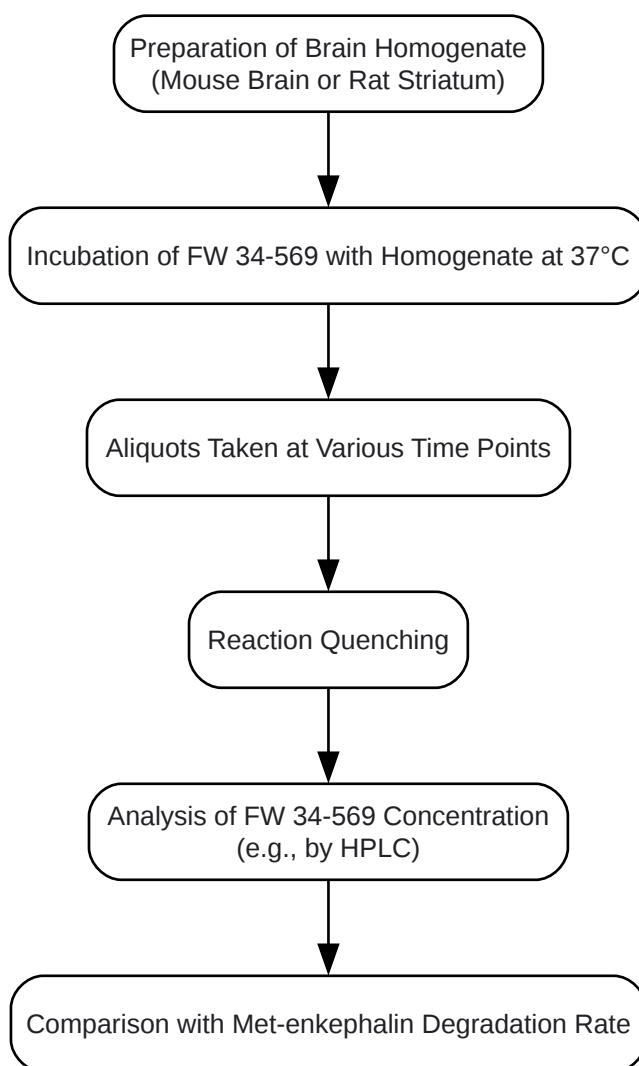 Preparation of Brain Homogenate
(Mouse Brain or Rat Striatum)
Incubation of FW 34-569 with Homogenate at 37°C
Aliquots Taken at Various Time Points
Reaction Quenching
Analysis of FW 34-569 Concentration
(e.g., by HPLC)
Comparison with Met-enkephalin Degradation Rate